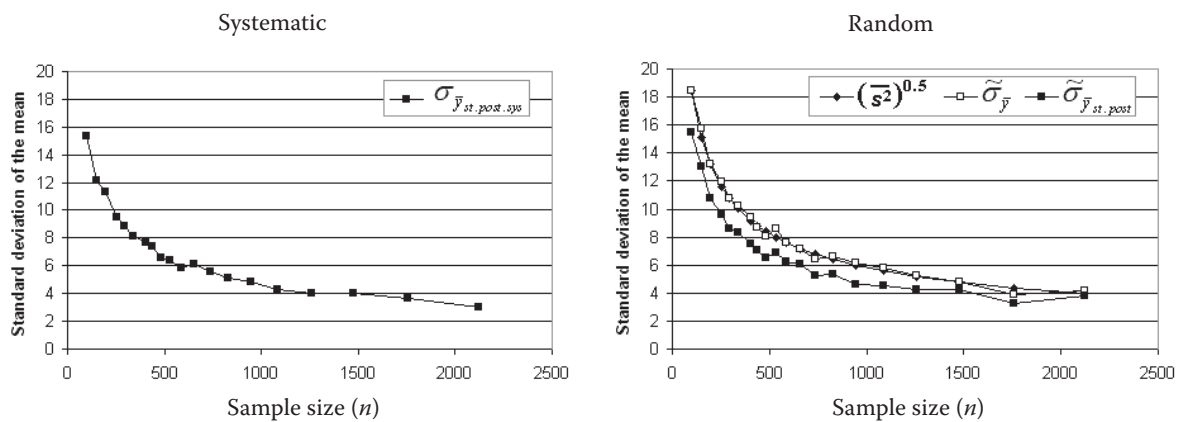 Systematic
Standard deviation of the mean
20
18
16
14
12
10
8
6
4
2
0
σ ȳ st.post.sys
0 500 1000 1500 2000 2500
Sample size (n)
Random
Standard deviation of the mean
20
18
16
14
12
10
8
6
4
2
0
(s̅²)^0.5 σ̃ ȳ σ̃ ȳ st.post
0 500 1000 1500 2000 2500
Sample size (n)